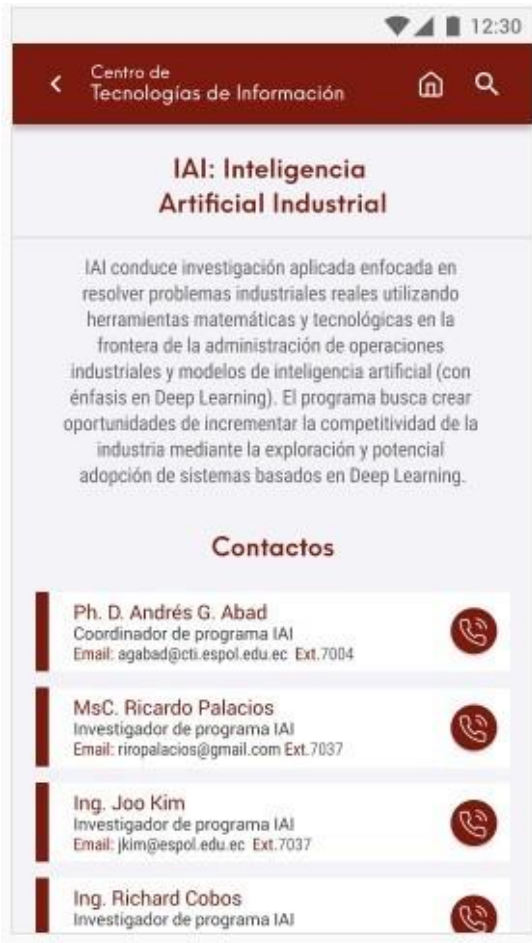 12:30
Centro de
Tecnologías de Información
IAI: Inteligencia
Artificial Industrial
IAI conduce investigación aplicada enfocada en
resolver problemas industriales reales utilizando
herramientas matemáticas y tecnológicas en la
frontera de la administración de operaciones
industriales y modelos de inteligencia artificial (con
énfasis en Deep Learning). El programa busca crear
oportunidades de incrementar la competitividad de la
industria mediante la exploración y potencial
adopción de sistemas basados en Deep Learning.
Contactos
Ph. D. Andrés G. Abad
Coordinador de programa IAI
Email: agabad@cti.espol.edu.ec Ext.7004
MsC. Ricardo Palacios
Investigador de programa IAI
Email: riropalacios@gmail.com Ext.7037
Ing. Joo Kim
Investigador de programa IAI
Email: jkim@espol.edu.ec Ext.7037
Ing. Richard Cobos
Investigador de programa IAI